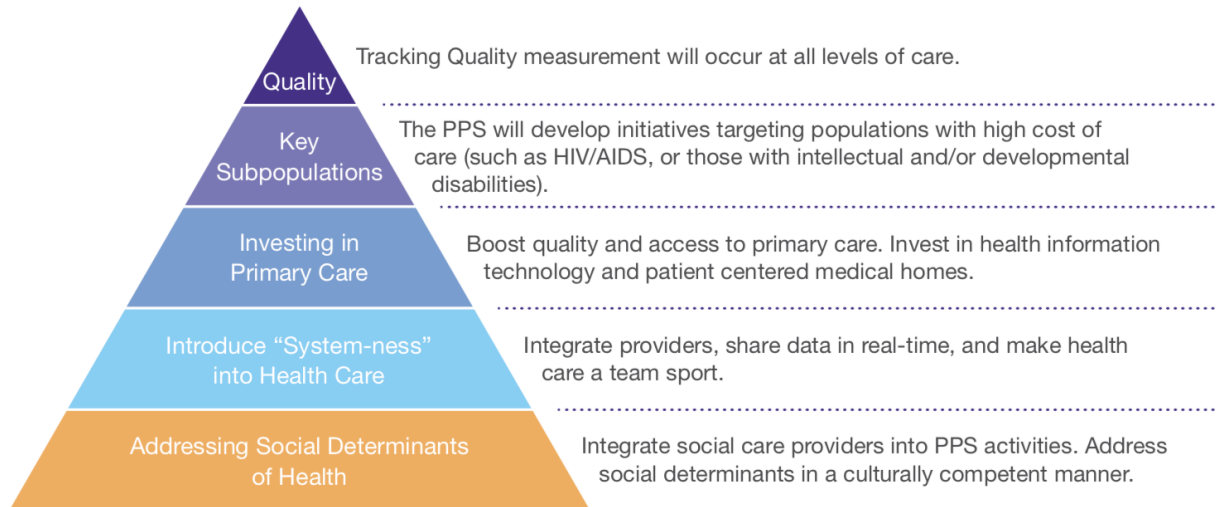 Quality
Tracking Quality measurement will occur at all levels of care.
Key
Subpopulations
The PPS will develop initiatives targeting populations with high cost of
care (such as HIV/AIDS, or those with intellectual and/or developmental
disabilities).
Investing in
Primary Care
Boost quality and access to primary care. Invest in health information
technology and patient centered medical homes.
Introduce “System-ness”
into Health Care
Integrate providers, share data in real-time, and make health
care a team sport.
Addressing Social Determinants
of Health
Integrate social care providers into PPS activities. Address
social determinants in a culturally competent manner.